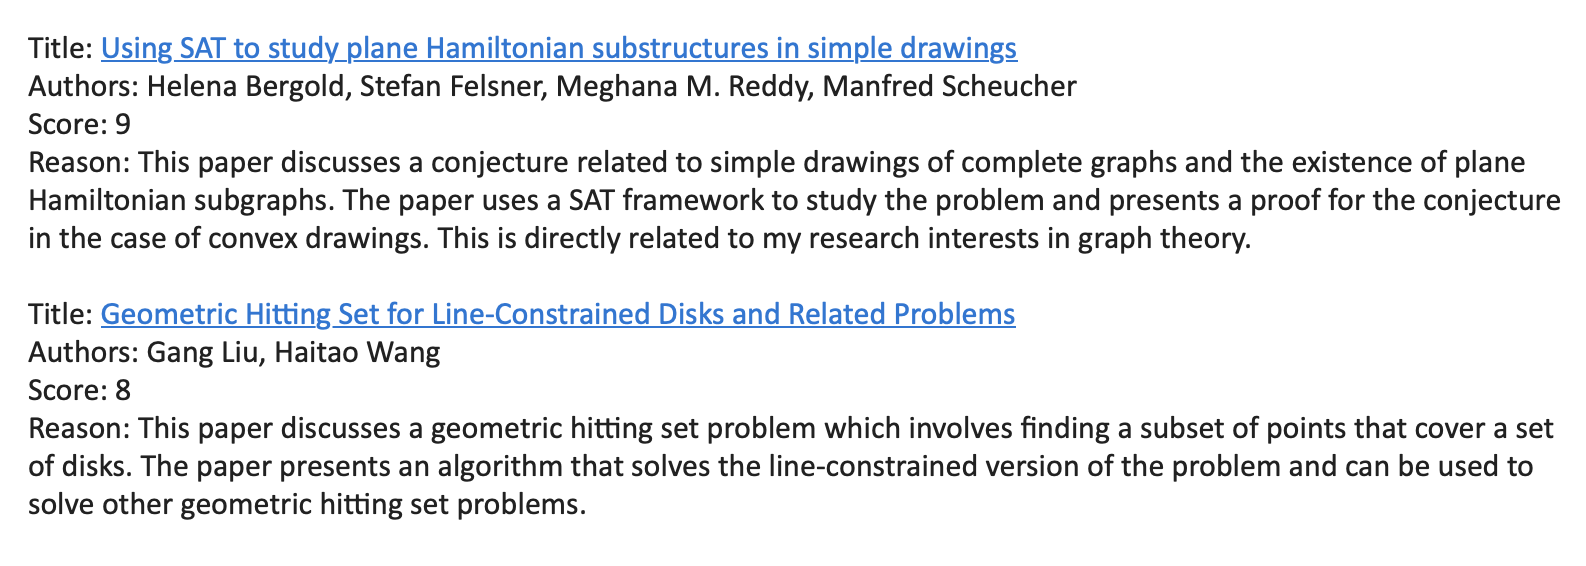 Title: Using SAT to study plane Hamiltonian substructures in simple drawings
Authors: Helena Bergold, Stefan Felsner, Meghana M. Reddy, Manfred Scheucher
Score: 9
Reason: This paper discusses a conjecture related to simple drawings of complete graphs and the existence of plane
Hamiltonian subgraphs. The paper uses a SAT framework to study the problem and presents a proof for the conjecture
in the case of convex drawings. This is directly related to my research interests in graph theory.
Title: Geometric Hitting Set for Line-Constrained Disks and Related Problems
Authors: Gang Liu, Haitao Wang
Score: 8
Reason: This paper discusses a geometric hitting set problem which involves finding a subset of points that cover a set
of disks. The paper presents an algorithm that solves the line-constrained version of the problem and can be used to
solve other geometric hitting set problems.